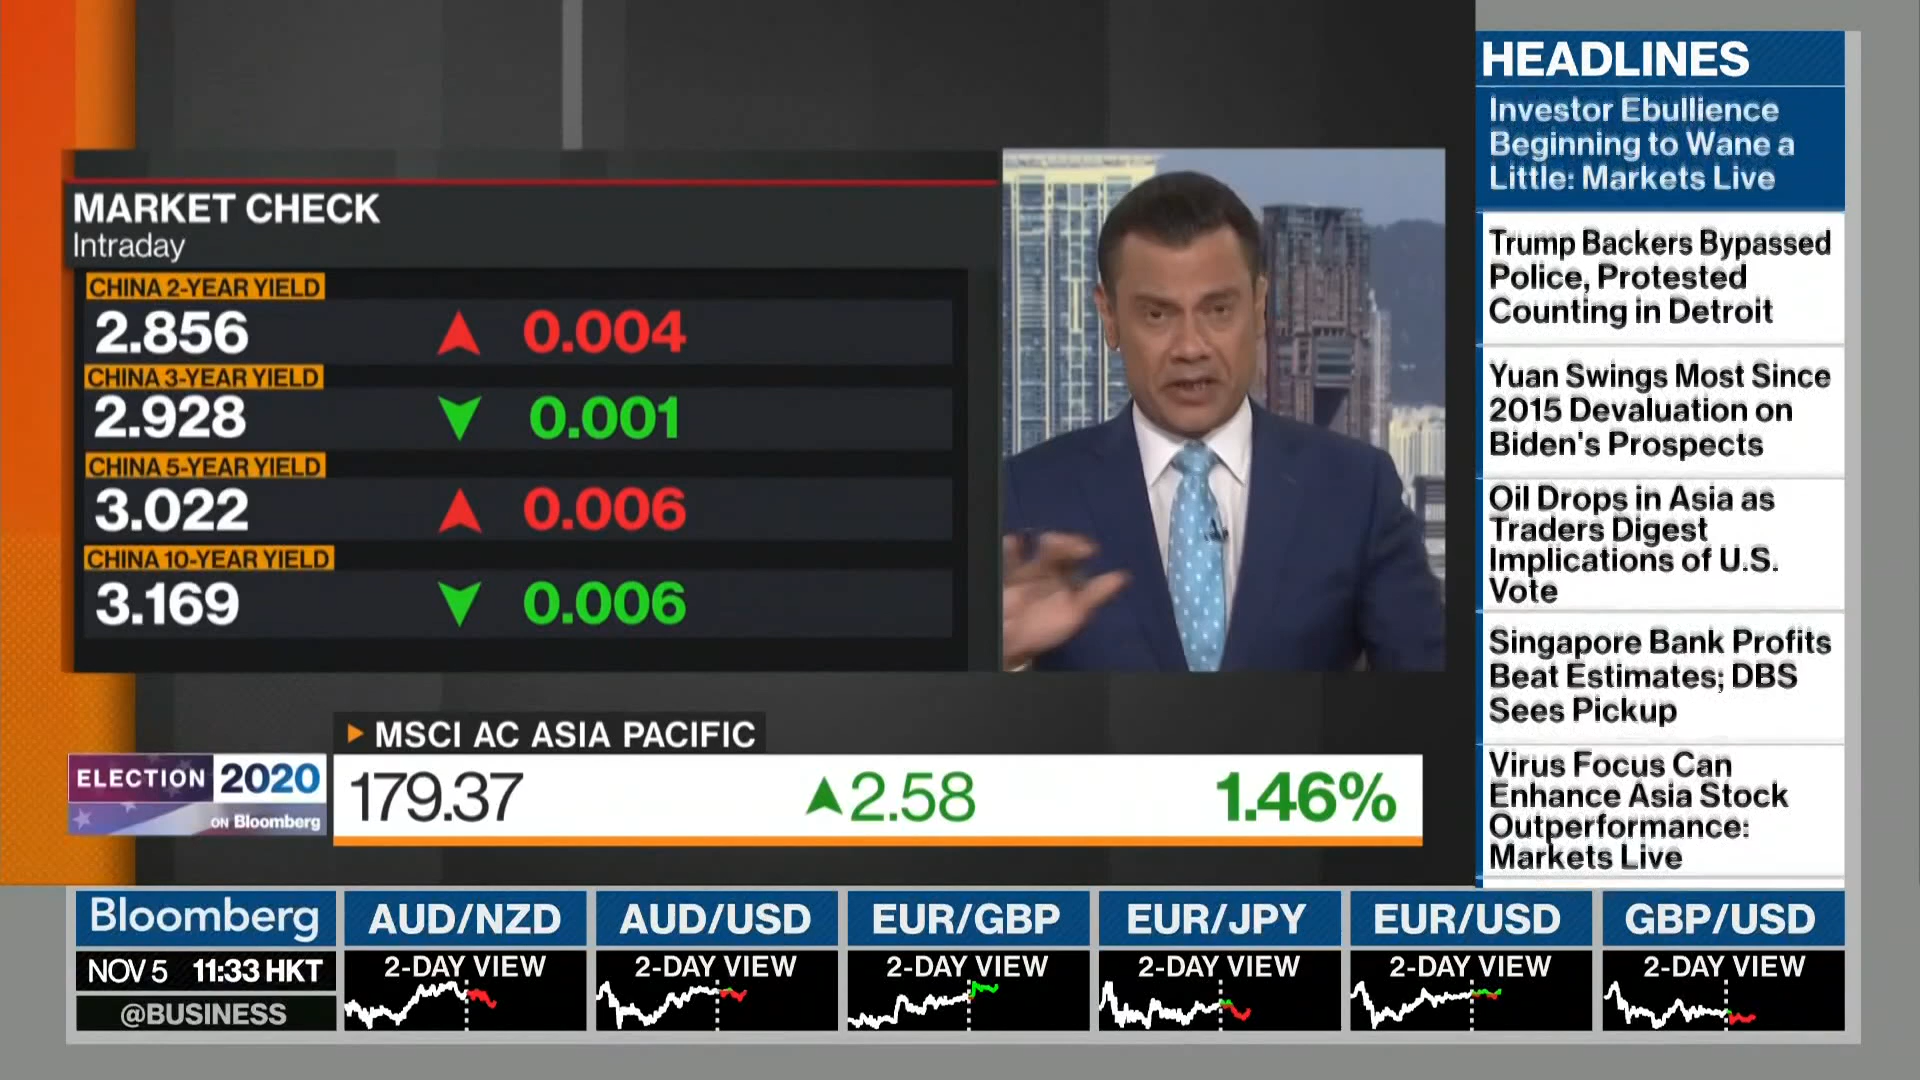 HEADLINES
Investor Ebullience
Beginning to Wane a
Little: Markets Live
Trump Backers Bypassed
Police, Protested
Counting in Detroit
Yuan Swings Most Since
2015 Devaluation on
Biden's Prospects
Oil Drops in Asia as
Traders Digest
Implications of U.S.
Vote
Singapore Bank Profits
Beat Estimates; DBS
Sees Pickup
Virus Focus Can
Enhance Asia Stock
Outperformance:
Markets Live
MARKET CHECK
Intraday
CHINA 2-YEAR YIELD
2.856 ▲ 0.004
CHINA 3-YEAR YIELD
2.928 ▼ 0.001
CHINA 5-YEAR YIELD
3.022 ▲ 0.006
CHINA 10-YEAR YIELD
3.169 ▼ 0.006
MSCI AC ASIA PACIFIC
179.37 ▲2.58 1.46%
ELECTION 2020
ON Bloomberg
Bloomberg
NOV 5 11:33 HKT
@BUSINESS
AUD/NZD
2-DAY VIEW
AUD/USD
2-DAY VIEW
EUR/GBP
2-DAY VIEW
EUR/JPY
2-DAY VIEW
EUR/USD
2-DAY VIEW
GBP/USD
2-DAY VIEW